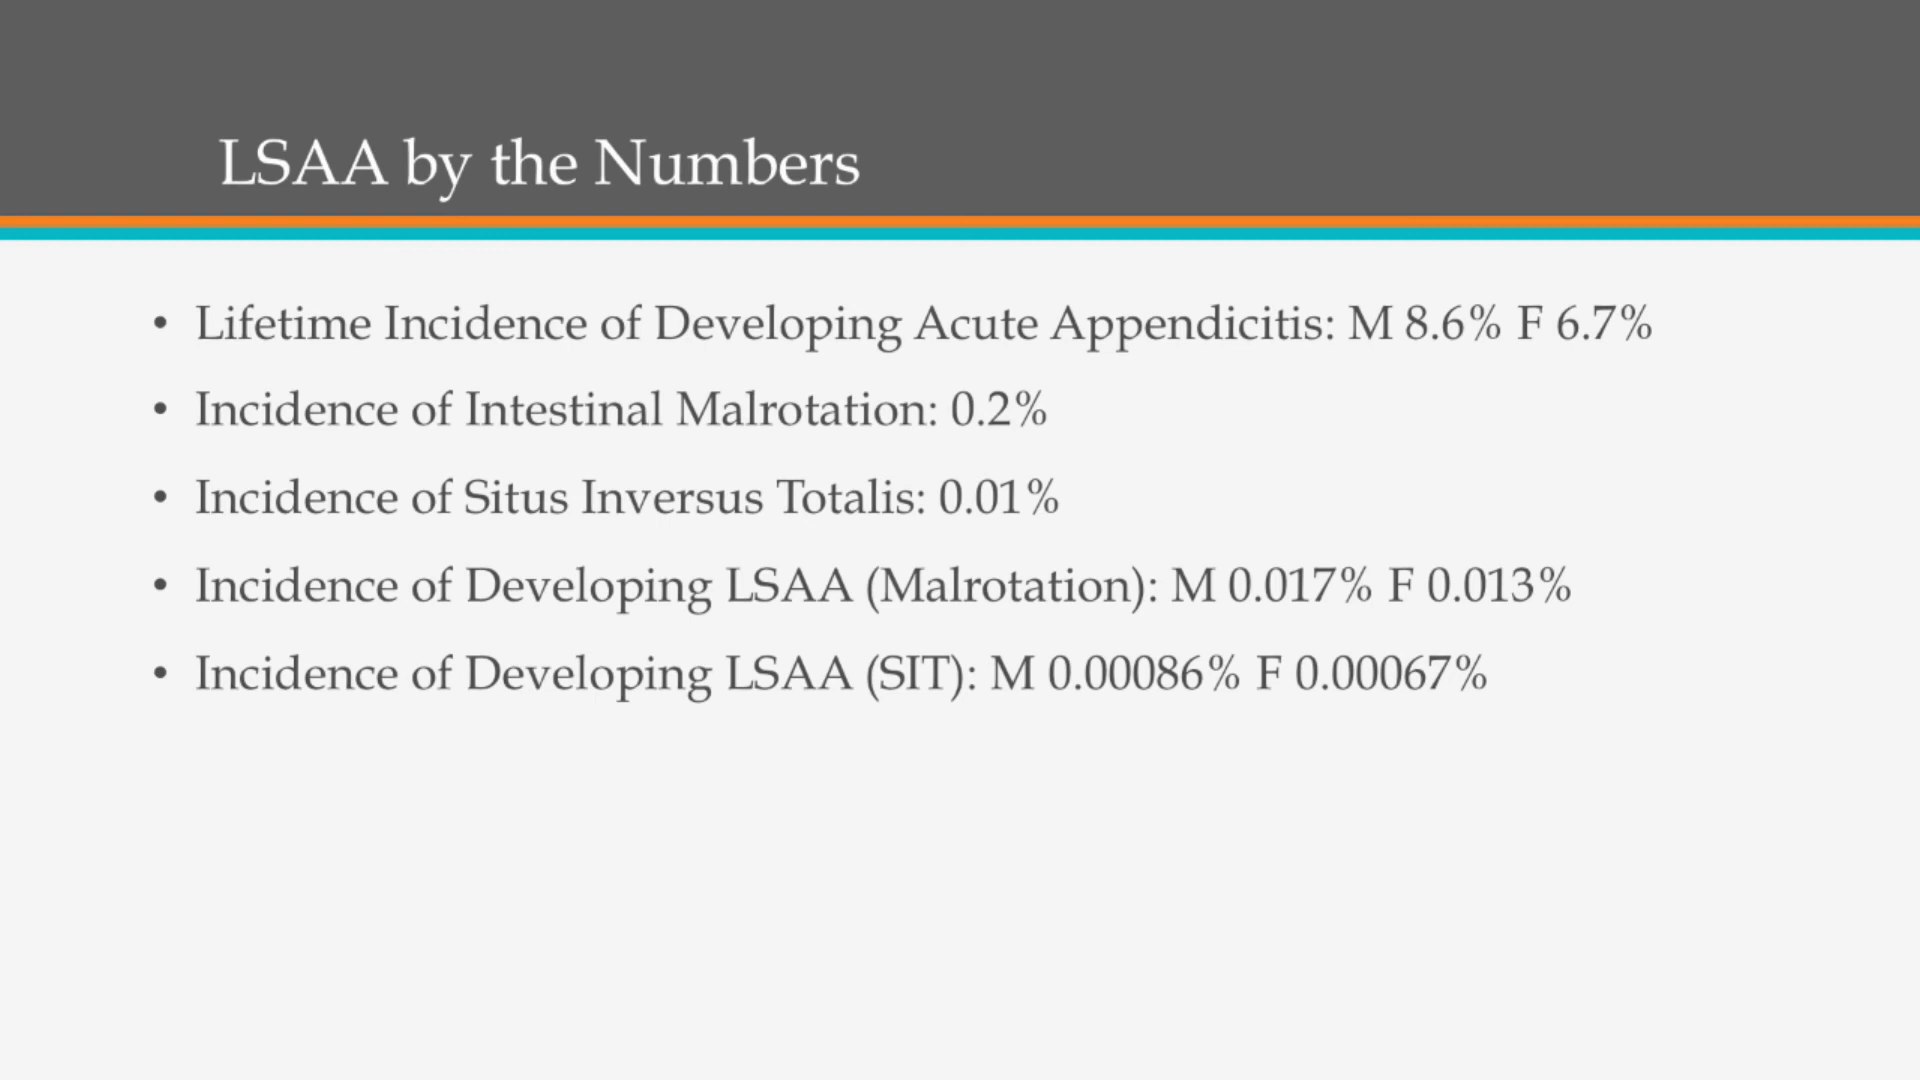 LSAA by the Numbers
• Lifetime Incidence of Developing Acute Appendicitis: M 8.6% F 6.7%
• Incidence of Intestinal Malrotation: 0.2%
• Incidence of Situs Inversus Totalis: 0.01%
• Incidence of Developing LSAA (Malrotation): M 0.017% F 0.013%
• Incidence of Developing LSAA (SIT): M 0.00086% F 0.00067%